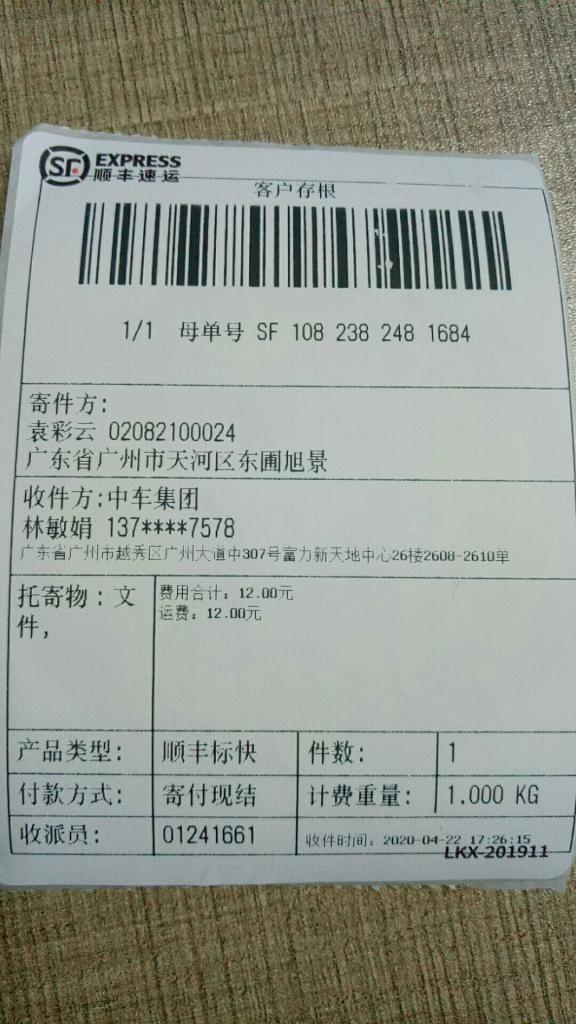 SF EXPRESS
顺丰速运
客户存根
1/1 母单号 SF 108 238 248 1684
寄件方:
袁彩云 02082100024
广东省广州市天河区东圃旭景
收件方:中车集团
林敏娟 137****7578
广东省广州市越秀区广州大道中307号富力新天地中心26楼2608-2610单
托寄物：文
件,
费用合计：12.00元
运费：12.00元
产品类型: 顺丰标快 件数: 1
付款方式: 寄付现结 计费重量: 1.000 KG
收派员: 01241661 收件时间：2020-04-22 17:26:15
LKX-201911